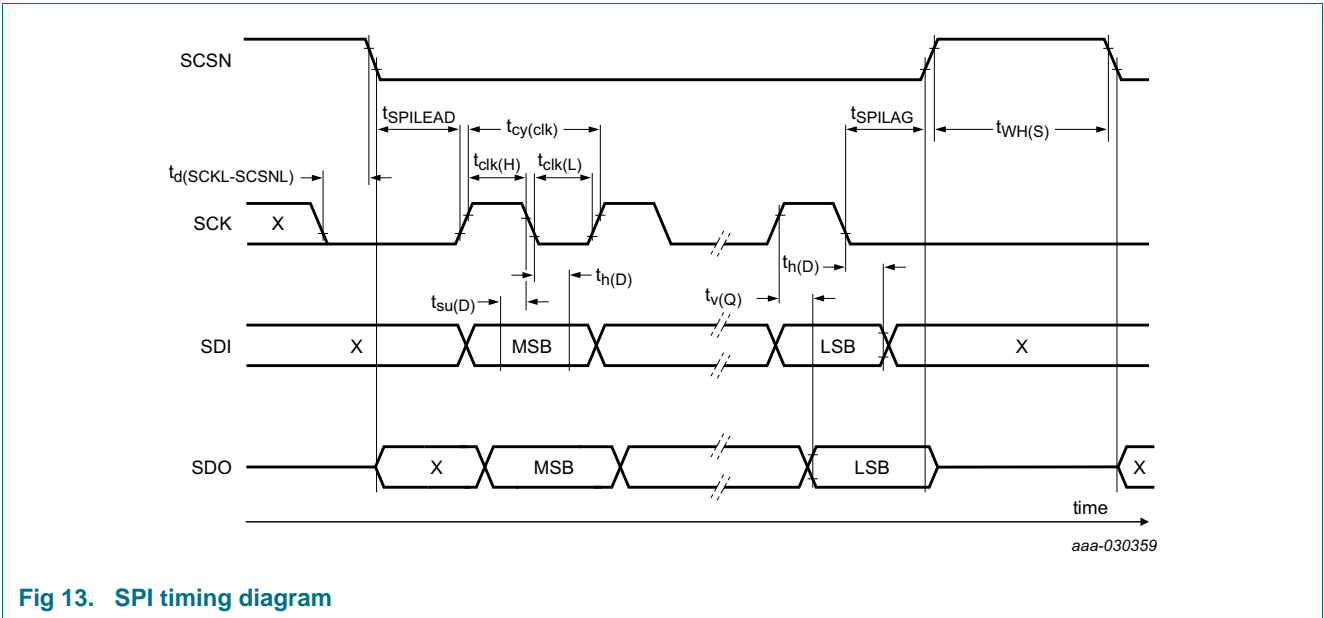 SCSN
tSPILEAD
tcy(clk)
tSPILAG
tWH(S)
tclk(H)
tclk(L)
td(SCKL-SCSNL)
SCK
X
th(D)
th(D)
tsu(D)
tv(Q)
SDI
X
MSB
LSB
X
SDO
X
MSB
LSB
X
time
aaa-030359
Fig 13. SPI timing diagram